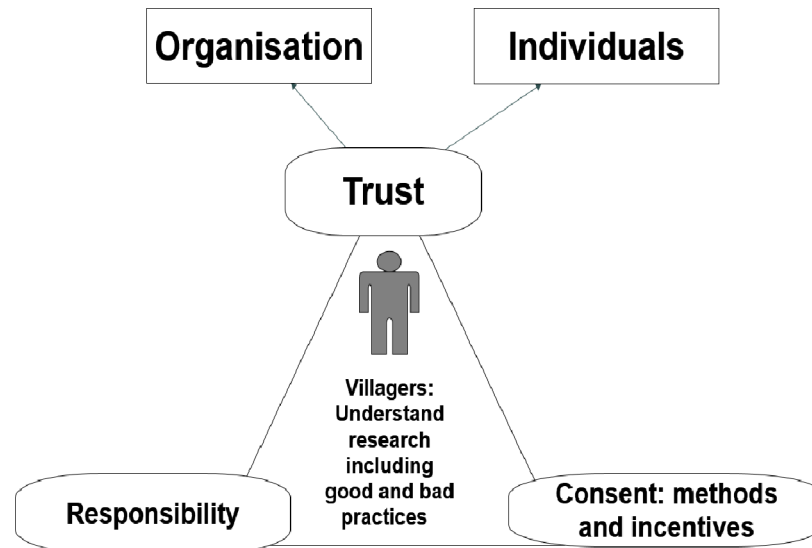 Organisation
Individuals
Trust
Villagers:
Understand
research
including
good and bad
practices
Responsibility
Consent: methods
and incentives